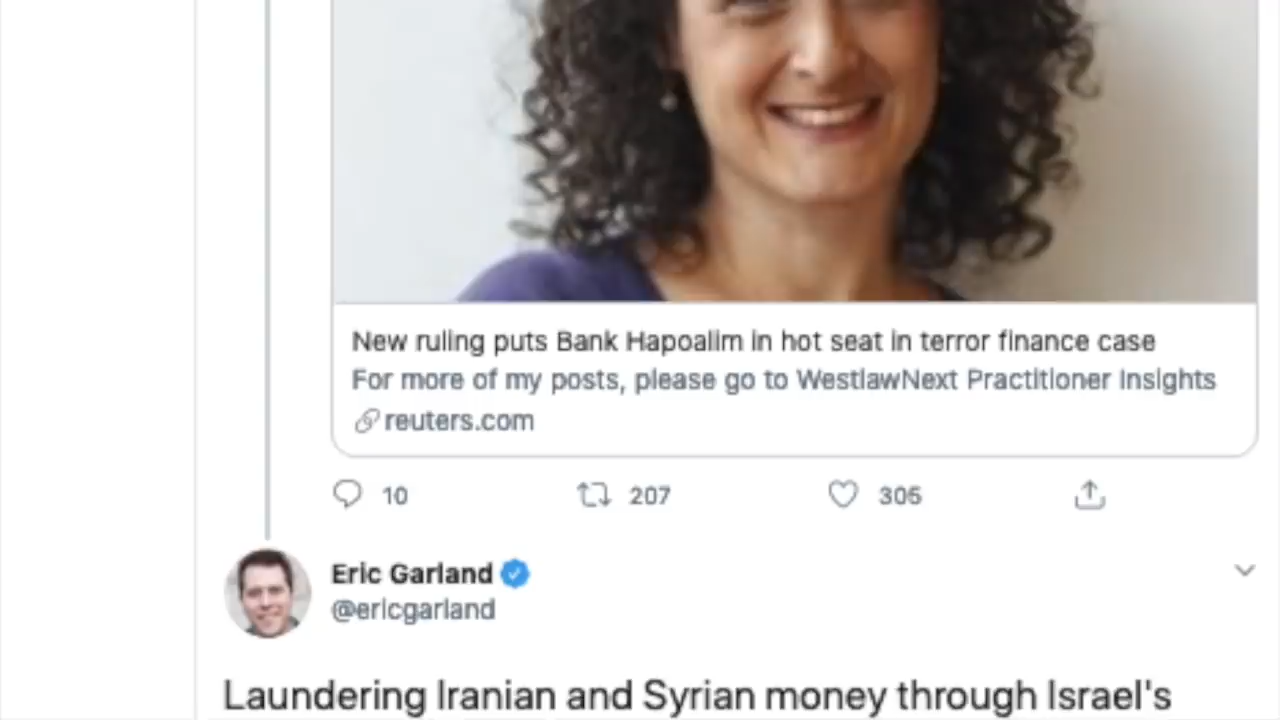 New ruling puts Bank Hapoalim in hot seat in terror finance case
For more of my posts, please go to WestlawNext Practitioner Insights
reuters.com
10 207 305
Eric Garland
@ericgarland
Laundering Iranian and Syrian money through Israel's